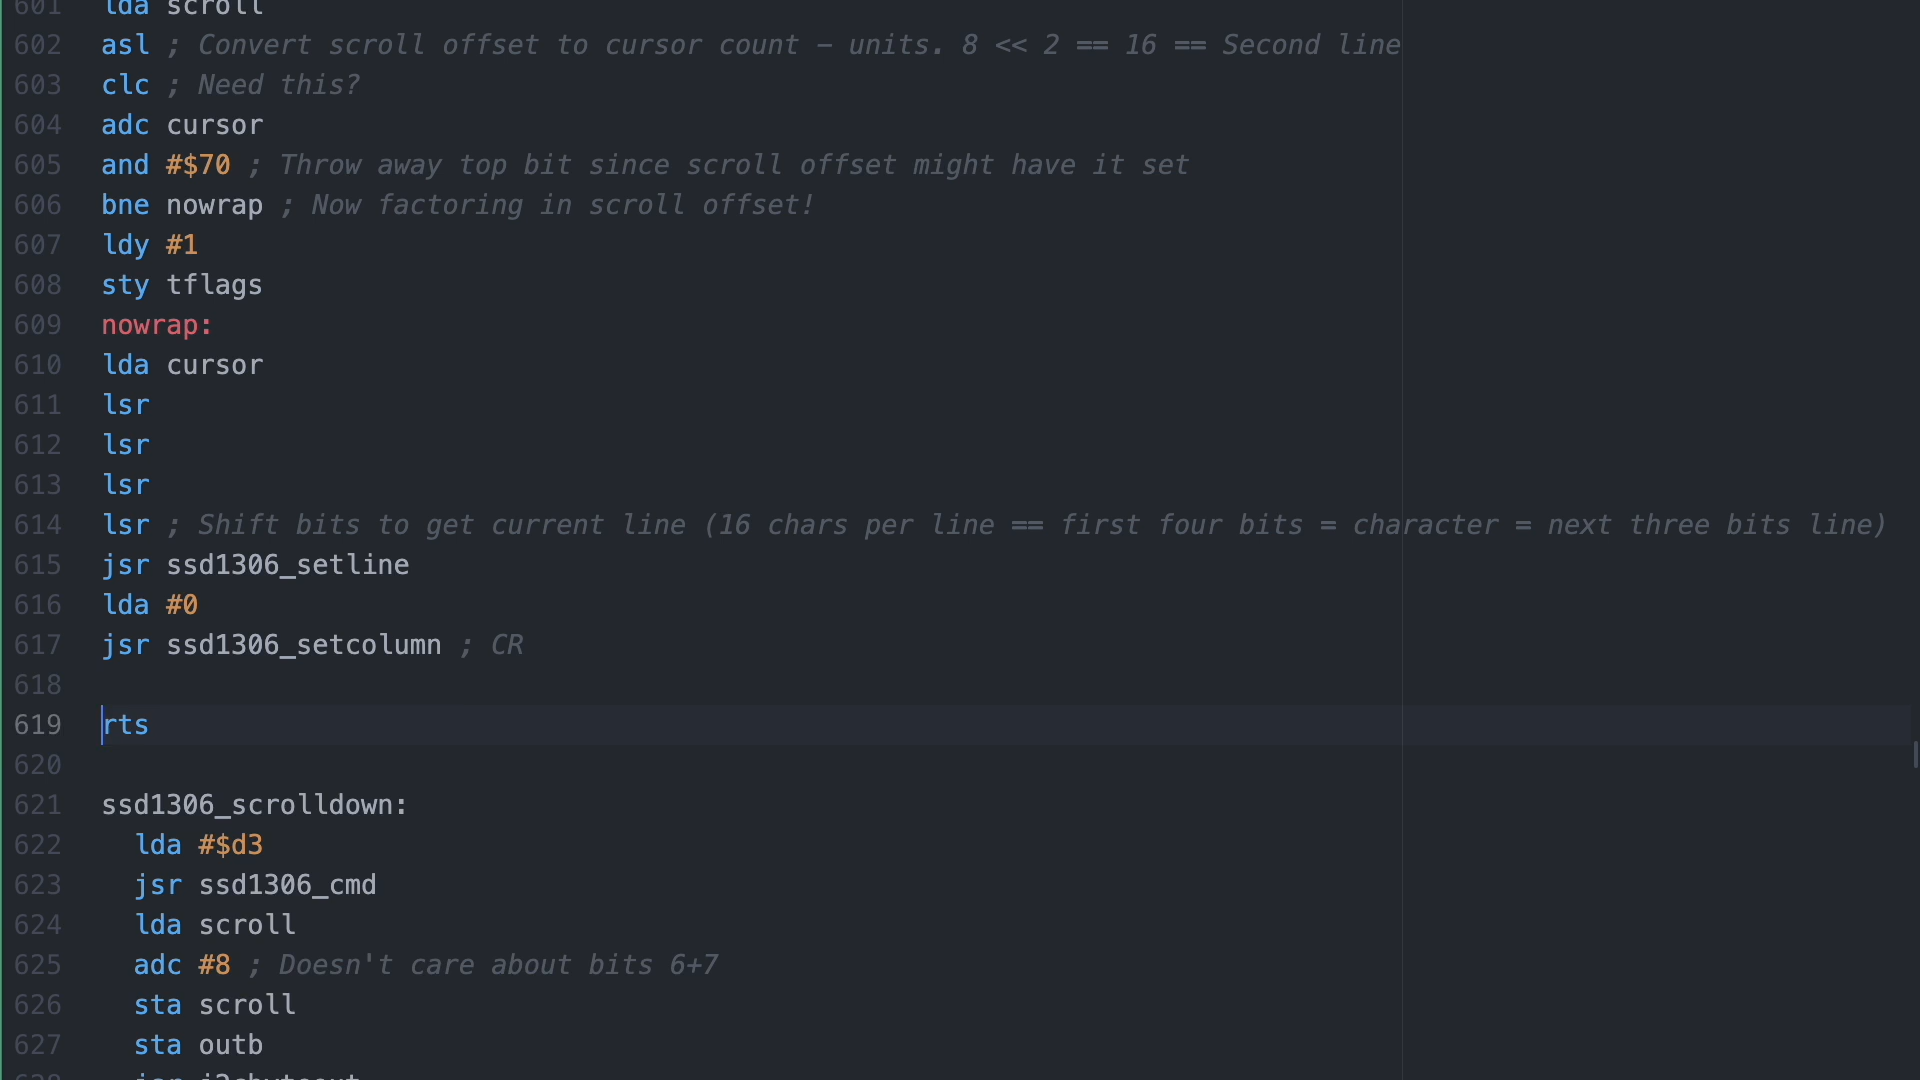 601 lda scroll
602 asl ; Convert scroll offset to cursor count – units. 8 << 2 == 16 == Second line
603 clc ; Need this?
604 adc cursor
605 and #$70 ; Throw away top bit since scroll offset might have it set
606 bne nowrap ; Now factoring in scroll offset!
607 ldy #1
608 sty tflags
609 nowrap:
610 lda cursor
611 lsr
612 lsr
613 lsr
614 lsr ; Shift bits to get current line (16 chars per line == first four bits = character = next three bits line)
615 jsr ssd1306_setline
616 lda #0
617 jsr ssd1306_setcolumn ; CR
618
619 rts
620
621 ssd1306_scrolldown:
622 lda #$d3
623 jsr ssd1306_cmd
624 lda scroll
625 adc #8 ; Doesn't care about bits 6+7
626 sta scroll
627 sta outb
628 jsr